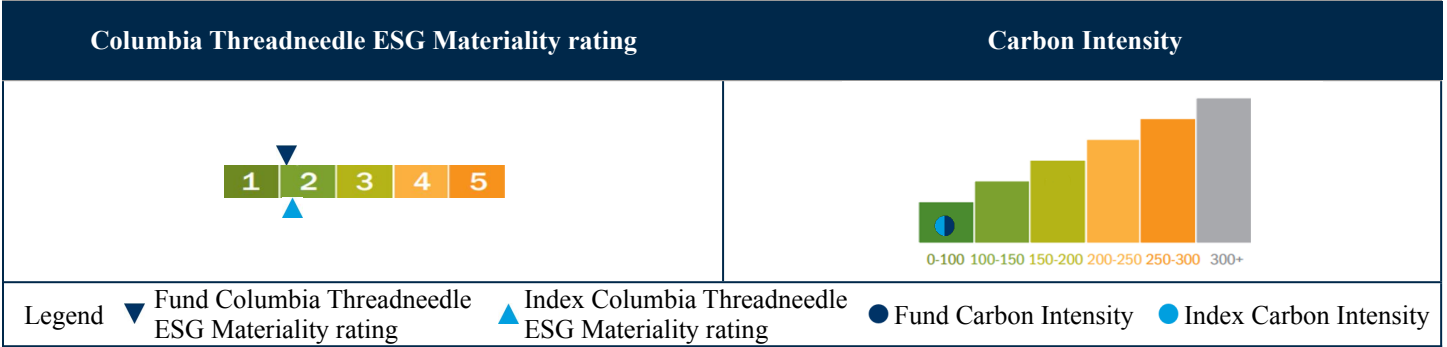 Columbia Threadneedle ESG Materiality rating
Carbon Intensity
1 2 3 4 5
0-100 100-150 150-200 200-250 250-300 300+
Legend
Fund Columbia Threadneedle
ESG Materiality rating
Index Columbia Threadneedle
ESG Materiality rating
Fund Carbon Intensity
Index Carbon Intensity